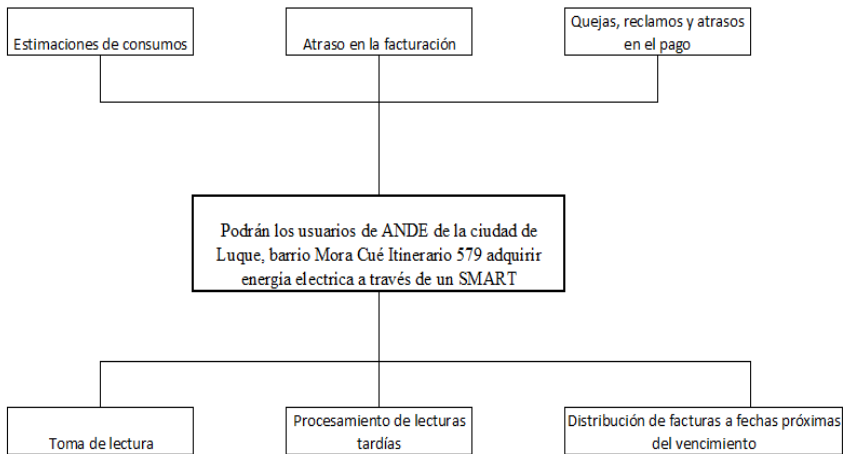 Estimaciones de consumos
Atraso en la facturación
Quejas, reclamos y atrasos
en el pago
Podrán los usuarios de ANDE de la ciudad de
Luque, barrio Mora Cué Itinerario 579 adquirir
energía electrica a través de un SMART
Toma de lectura
Procesamiento de lecturas
tardías
Distribución de facturas a fechas próximas
del vencimiento